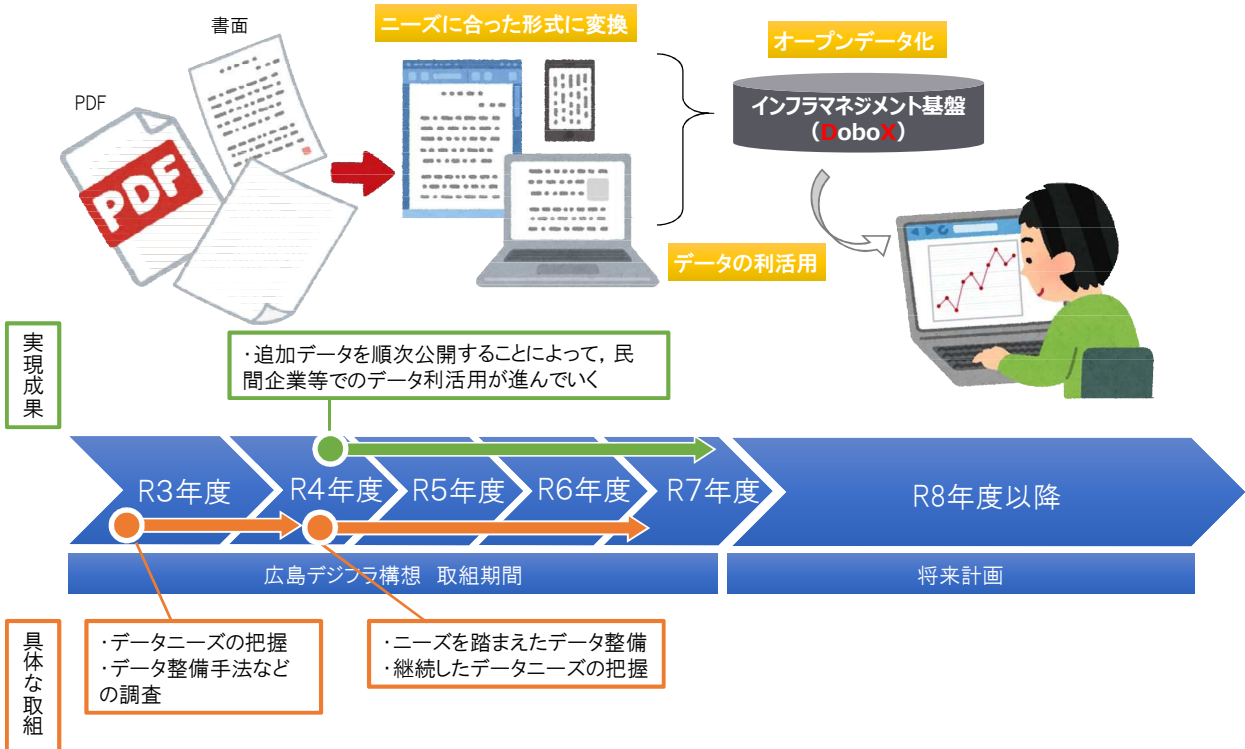 書面
PDF
PDF
ニーズに合った形式に変換
オープンデータ化
インフラマネジメント基盤
(DoboX)
データの利活用
実現成果
・追加データを順次公開することによって，民
間企業等でのデータ利活用が進んでいく
R3年度
R4年度
R5年度
R6年度
R7年度
R8年度以降
広島デジフラ構想 取組期間
将来計画
具体な取組
・データニーズの把握
・データ整備手法など
の調査
・ニーズを踏まえたデータ整備
・継続したデータニーズの把握